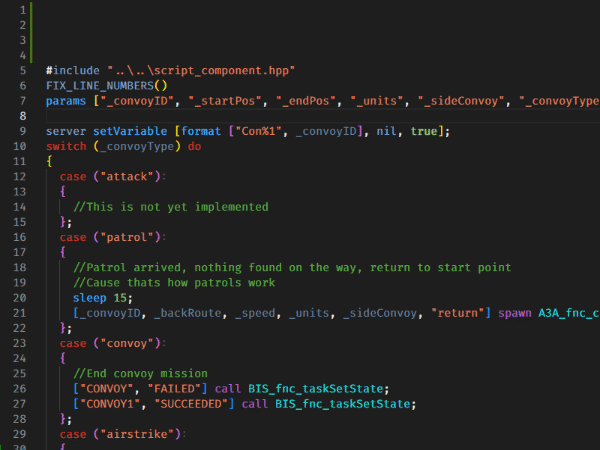 1
2
3
4
5 #include "..\..\script_component.hpp"
6 FIX_LINE_NUMBERS()
7 params ["_convoyID", "_startPos", "_endPos", "_units", "_sideConvoy", "_convoyType
8
9 server setVariable [format ["Con%1", _convoyID], nil, true];
10 switch (_convoyType) do
11 {
12 case ("attack"):
13 {
14 //This is not yet implemented
15 };
16 case ("patrol"):
17 {
18 //Patrol arrived, nothing found on the way, return to start point
19 //Cause thats how patrols work
20 sleep 15;
21 [_convoyID, _backRoute, _speed, _units, _sideConvoy, "return"] spawn A3A_fnc_c
22 };
23 case ("convoy"):
24 {
25 //End convoy mission
26 ["CONVOY", "FAILED"] call BIS_fnc_taskSetState;
27 ["CONVOY1", "SUCCEEDED"] call BIS_fnc_taskSetState;
28 };
29 case ("airstrike"):
30 {